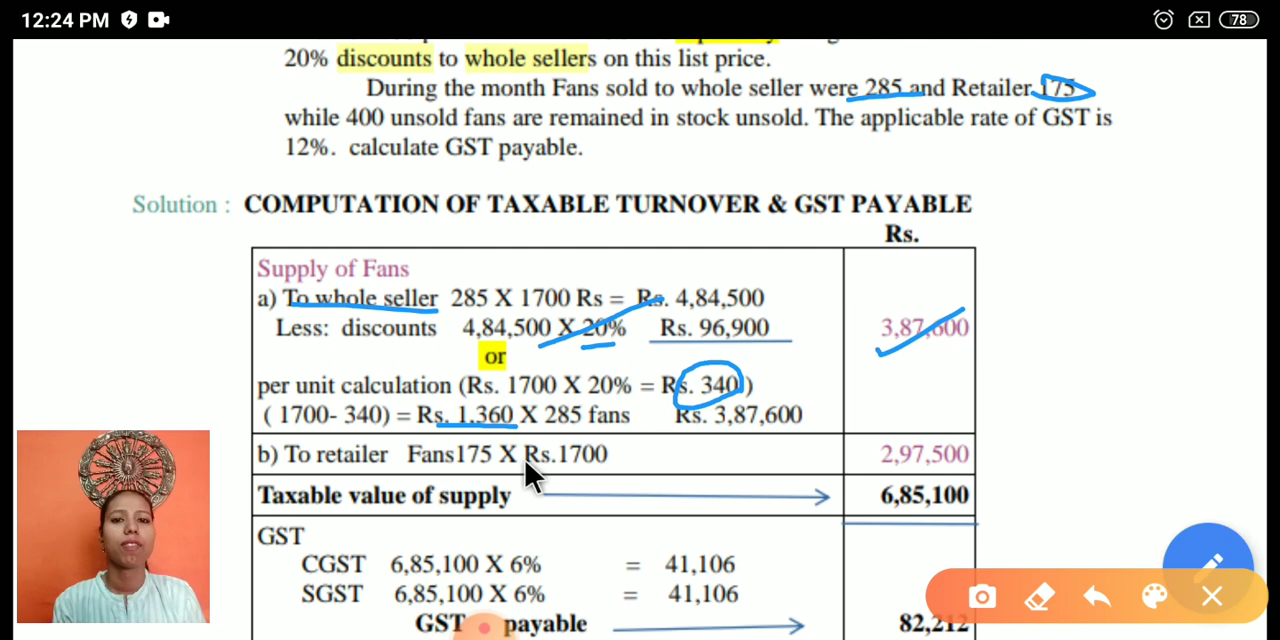 12:24 PM
78
20% discounts to whole sellers on this list price.
During the month Fans sold to whole seller were 285 and Retailer 175
while 400 unsold fans are remained in stock unsold. The applicable rate of GST is
12%. calculate GST payable.
Solution : COMPUTATION OF TAXABLE TURNOVER & GST PAYABLE
Rs.
Supply of Fans
a) To whole seller 285 X 1700 Rs = Rs. 4,84,500
Less: discounts 4,84,500 X 20% Rs. 96,900 3,87,600
or
per unit calculation (Rs. 1700 X 20% = Rs. 340 )
( 1700- 340) = Rs. 1,360 X 285 fans Rs. 3,87,600
b) To retailer Fans175 X Rs.1700 2,97,500
Taxable value of supply 6,85,100
GST
CGST 6,85,100 X 6% = 41,106
SGST 6,85,100 X 6% = 41,106
GST payable 82,212